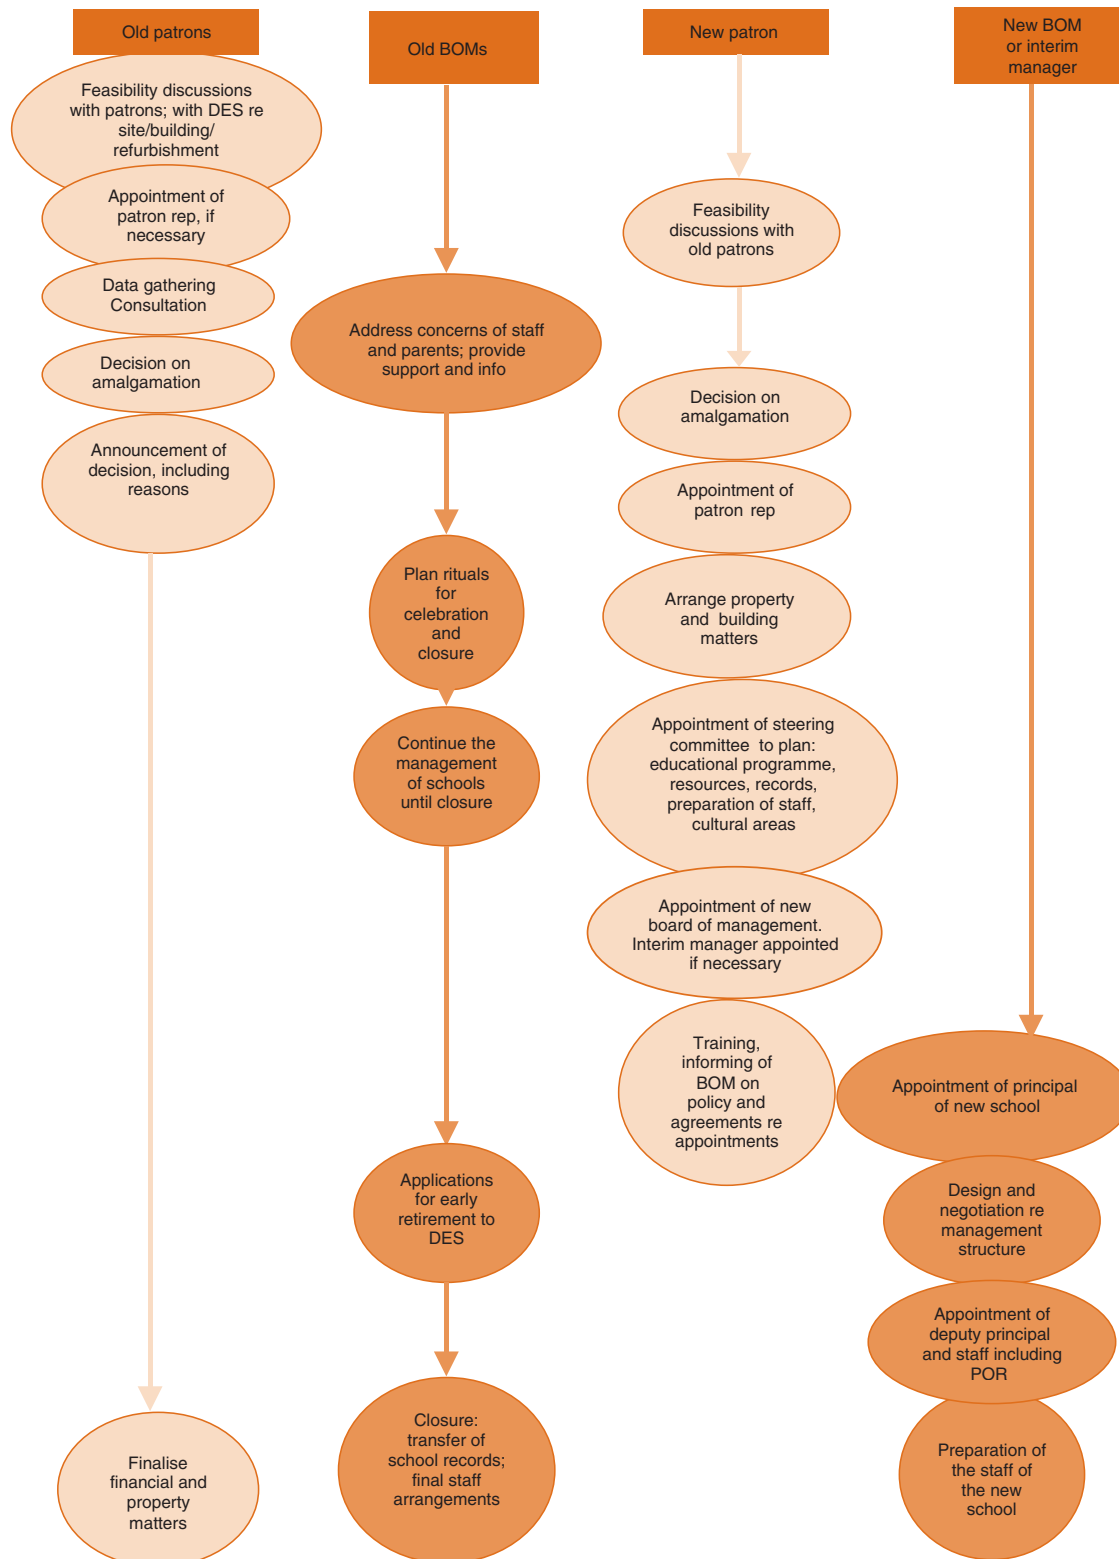 Old patrons
Feasibility discussions
with patrons; with DES re
site/building/
refurbishment
Appointment of
patron rep, if
necessary
Data gathering
Consultation
Decision on
amalgamation
Announcement of
decision, including
reasons
Finalise
financial and
property
matters
Old BOMs
Address concerns of staff
and parents; provide
support and info
Plan rituals
for
celebration
and
closure
Continue the
management
of schools
until closure
Applications
for early
retirement to
DES
Closure:
transfer of
school records;
final staff
arrangements
New patron
Feasibility
discussions with
old patrons
Decision on
amalgamation
Appointment of
patron rep
Arrange property
and building
matters
Appointment of steering
committee to plan:
educational programme,
resources, records,
preparation of staff,
cultural areas
Appointment of new
board of management.
Interim manager appointed
if necessary
Training,
informing of
BOM on
policy and
agreements re
appointments
New BOM
or interim
manager
Appointment of principal
of new school
Design and
negotiation re
management
structure
Appointment of
deputy principal
and staff including
POR
Preparation of
the staff of
the new
school